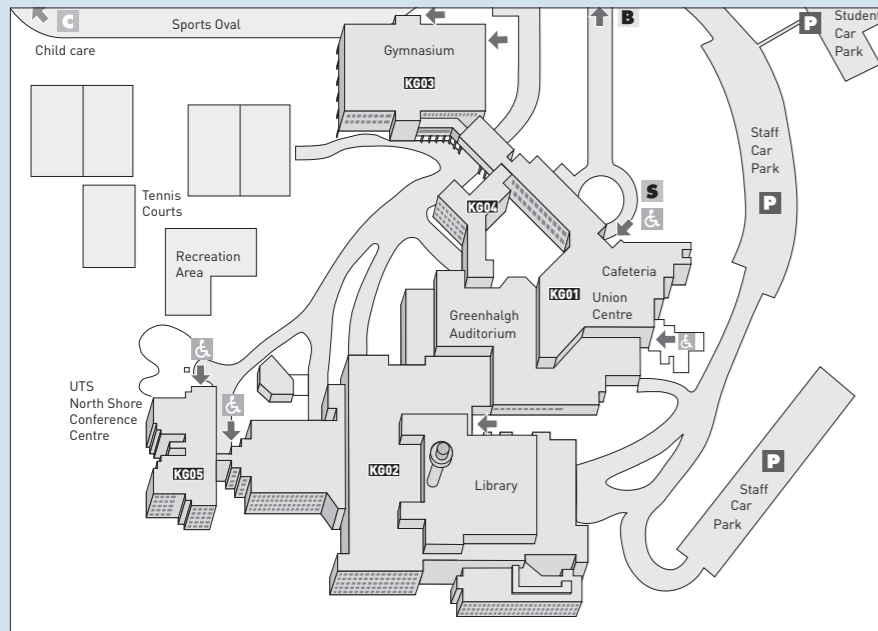 C
Sports Oval
Child care
B
P
Student
Car
Park
Gymnasium
KG03
Staff
Car
Park
P
Tennis
Courts
KG04
S
Recreation
Area
Cafeteria
KG01
Union
Centre
Greenhalgh
Auditorium
UTS
North Shore
Conference
Centre
KG05
KG02
Library
P
Staff
Car
Park